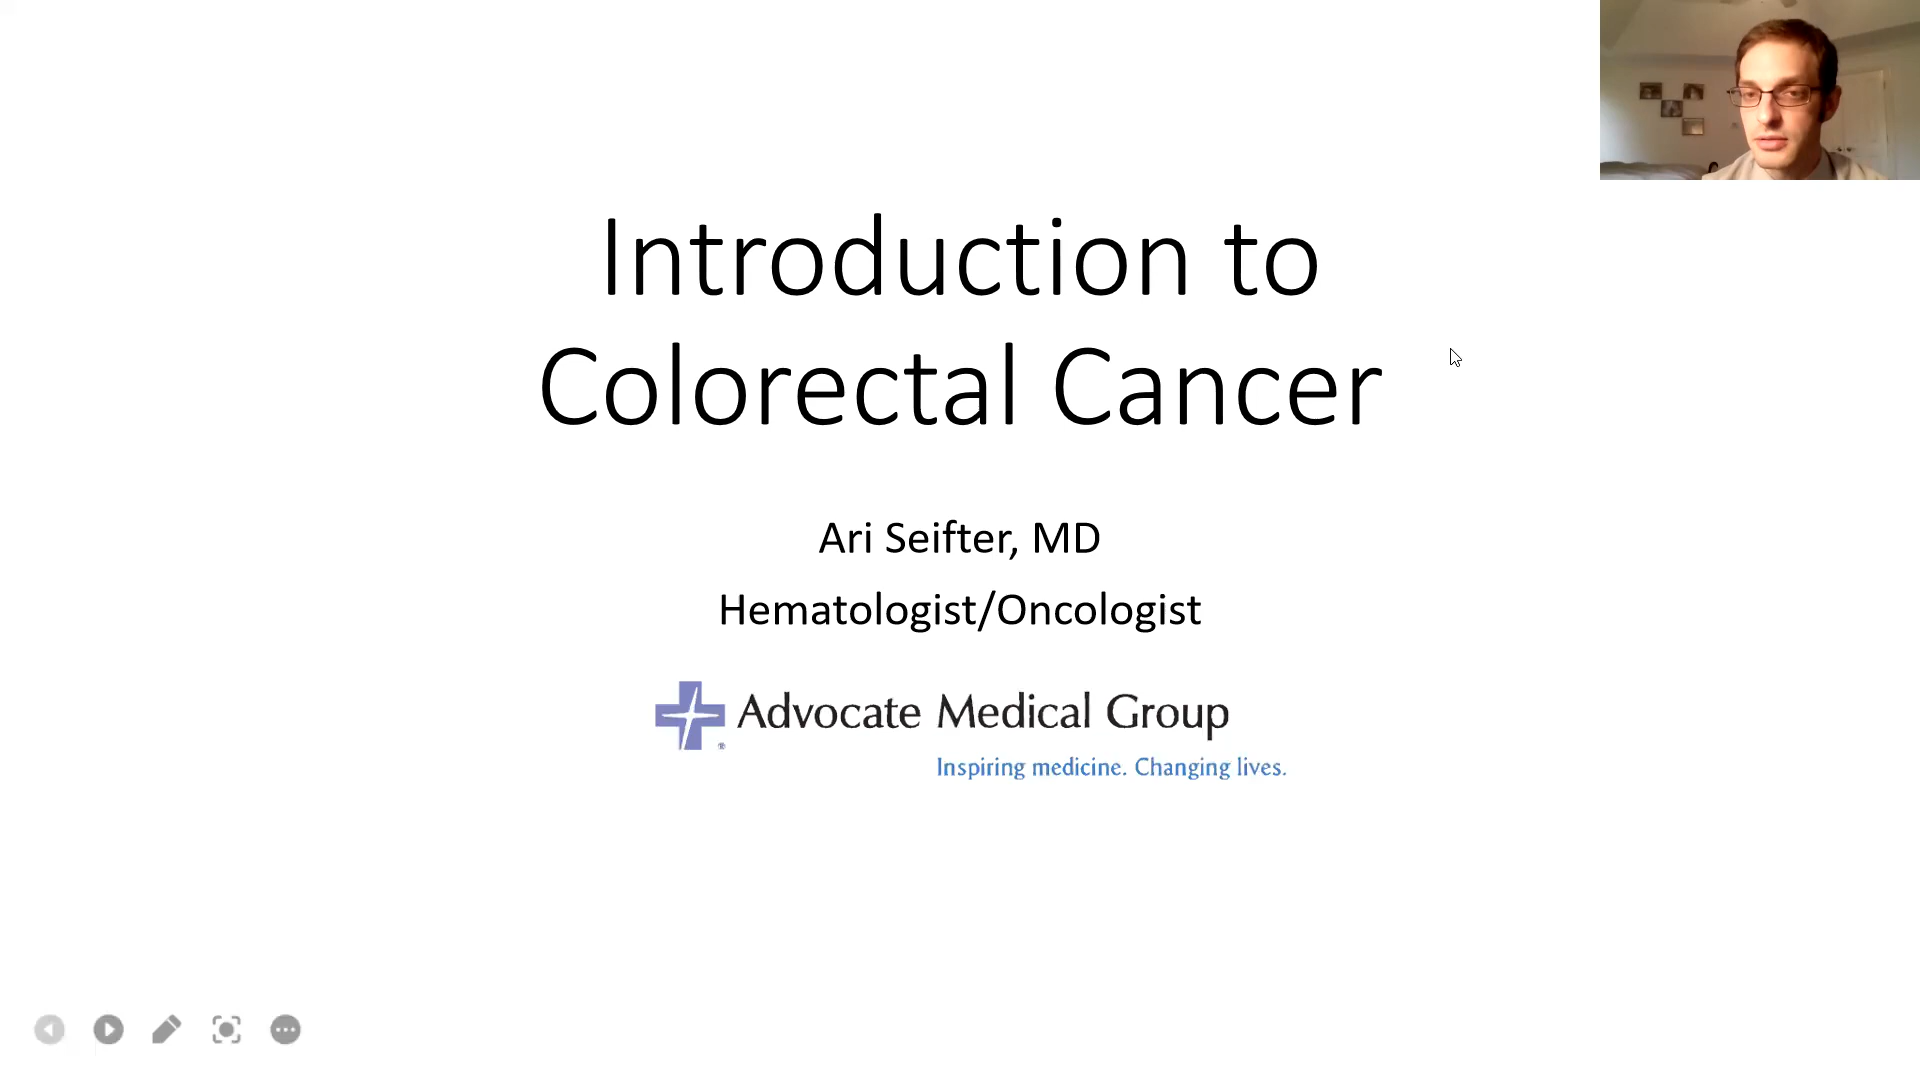 Introduction to
Colorectal Cancer
Ari Seifter, MD
Hematologist/Oncologist
Advocate Medical Group
Inspiring medicine. Changing lives.